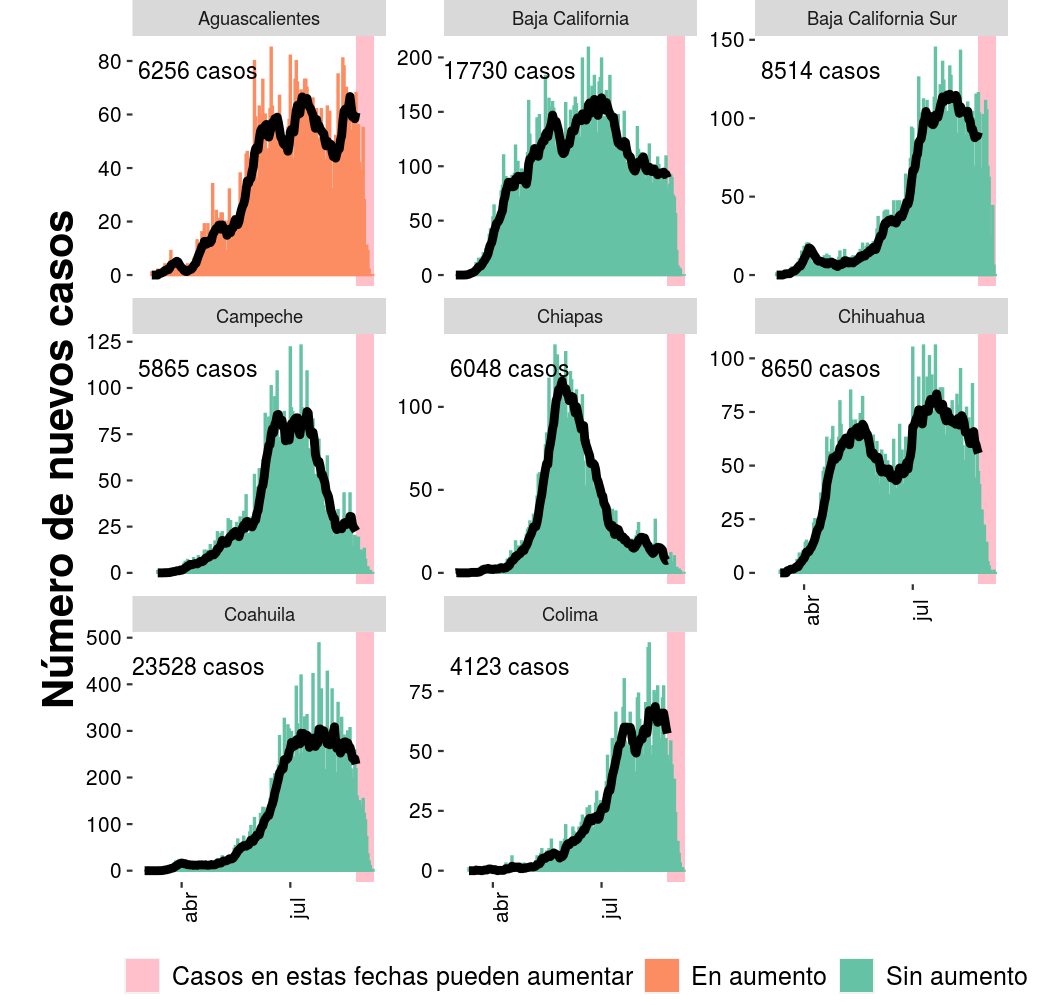 Número de nuevos casos
Aguascalientes
Baja California
Baja California Sur
80
60
40
20
0
6256 casos
200
150
100
50
0
17730 casos
150
100
50
0
8514 casos
Campeche
Chiapas
Chihuahua
125
100
75
50
25
0
5865 casos
100
50
0
6048 casos
100
75
50
25
0
8650 casos
abr
jul
Coahuila
Colima
500
400
300
200
100
0
23528 casos
abr
jul
75
50
25
0
4123 casos
abr
jul
Casos en estas fechas pueden aumentar
En aumento
Sin aumento